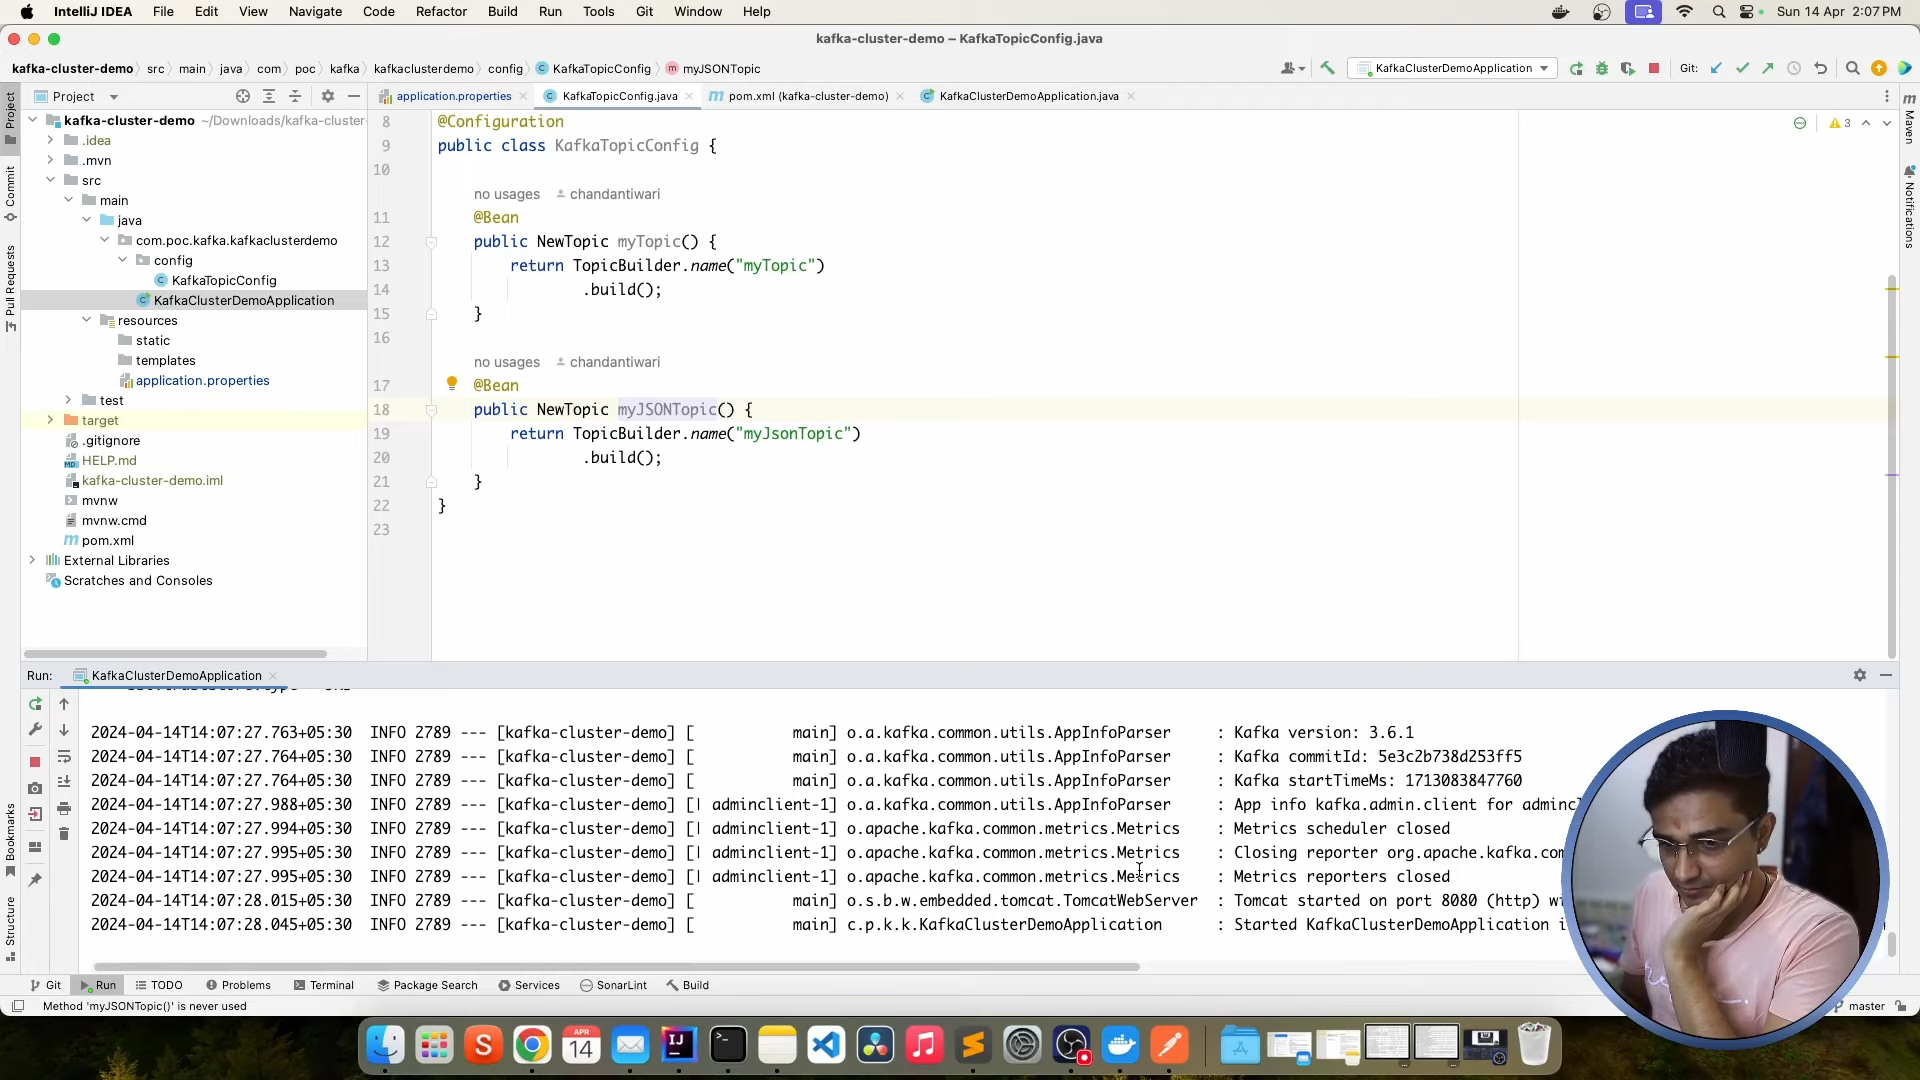 IntelliJ IDEA File Edit View Navigate Code Refactor Build Run Tools Git Window Help Sun 14 Apr 2:07 PM
kafka-cluster-demo – KafkaTopicConfig.java
kafka-cluster-demo src main java com poc kafka kafkaclusterdemo config KafkaTopicConfig myJSONTopic KafkaClusterDemoApplication Git:
Project application.properties KafkaTopicConfig.java pom.xml (kafka-cluster-demo) KafkaClusterDemoApplication.java
Project
Commit
Pull Requests
Bookmarks
Structure
Maven
Notifications
kafka-cluster-demo ~/Downloads/kafka-cluster-
.idea
.mvn
src
main
java
com.poc.kafka.kafkaclusterdemo
config
KafkaTopicConfig
KafkaClusterDemoApplication
resources
static
templates
application.properties
test
target
.gitignore
HELP.md
kafka-cluster-demo.iml
mvnw
mvnw.cmd
pom.xml
External Libraries
Scratches and Consoles
3
8 @Configuration
9 public class KafkaTopicConfig {
10
no usages chandantiwari
11 @Bean
12 public NewTopic myTopic() {
13 return TopicBuilder.name("myTopic")
14 .build();
15 }
16
no usages chandantiwari
17 @Bean
18 public NewTopic myJSONTopic() {
19 return TopicBuilder.name("myJsonTopic")
20 .build();
21 }
22 }
23
Run: KafkaClusterDemoApplication
2024-04-14T14:07:27.763+05:30 INFO 2789 --- [kafka-cluster-demo] [ main] o.a.kafka.common.utils.AppInfoParser : Kafka version: 3.6.1
2024-04-14T14:07:27.764+05:30 INFO 2789 --- [kafka-cluster-demo] [ main] o.a.kafka.common.utils.AppInfoParser : Kafka commitId: 5e3c2b738d253ff5
2024-04-14T14:07:27.764+05:30 INFO 2789 --- [kafka-cluster-demo] [ main] o.a.kafka.common.utils.AppInfoParser : Kafka startTimeMs: 1713083847760
2024-04-14T14:07:27.988+05:30 INFO 2789 --- [kafka-cluster-demo] [| adminclient-1] o.a.kafka.common.utils.AppInfoParser : App info kafka.admin.client for admincl
2024-04-14T14:07:27.994+05:30 INFO 2789 --- [kafka-cluster-demo] [| adminclient-1] o.apache.kafka.common.metrics.Metrics : Metrics scheduler closed
2024-04-14T14:07:27.995+05:30 INFO 2789 --- [kafka-cluster-demo] [| adminclient-1] o.apache.kafka.common.metrics.Metrics : Closing reporter org.apache.kafka.com
2024-04-14T14:07:27.995+05:30 INFO 2789 --- [kafka-cluster-demo] [| adminclient-1] o.apache.kafka.common.metrics.Metrics : Metrics reporters closed
2024-04-14T14:07:28.015+05:30 INFO 2789 --- [kafka-cluster-demo] [ main] o.s.b.w.embedded.tomcat.TomcatWebServer : Tomcat started on port 8080 (http) wi
2024-04-14T14:07:28.045+05:30 INFO 2789 --- [kafka-cluster-demo] [ main] c.p.k.k.KafkaClusterDemoApplication : Started KafkaClusterDemoApplication i
Git Run TODO Problems Terminal Package Search Services SonarLint Build
Method 'myJSONTopic()' is never used master
APR
14